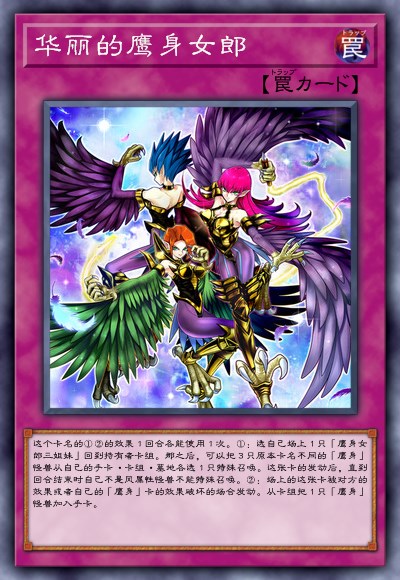 华丽的鹰身女郎
トラップ
罠
トラップ
【罠カード】
这个卡名的①②的效果1回合各能使用1次。①：选自己场上1只「鹰身女
郎三姐妹」回到持有者卡组。那之后，可以把3只原本卡名不同的「鹰身」
怪兽从自己的手卡·卡组·墓地各选1只特殊召唤。这张卡的发动后，直到
回合结束时自己不是风属性怪兽不能特殊召唤。②：场上的这张卡被对方的
效果或者自己的「鹰身」卡的效果破坏的场合发动。从卡组把1只「鹰身」
怪兽加入手卡。